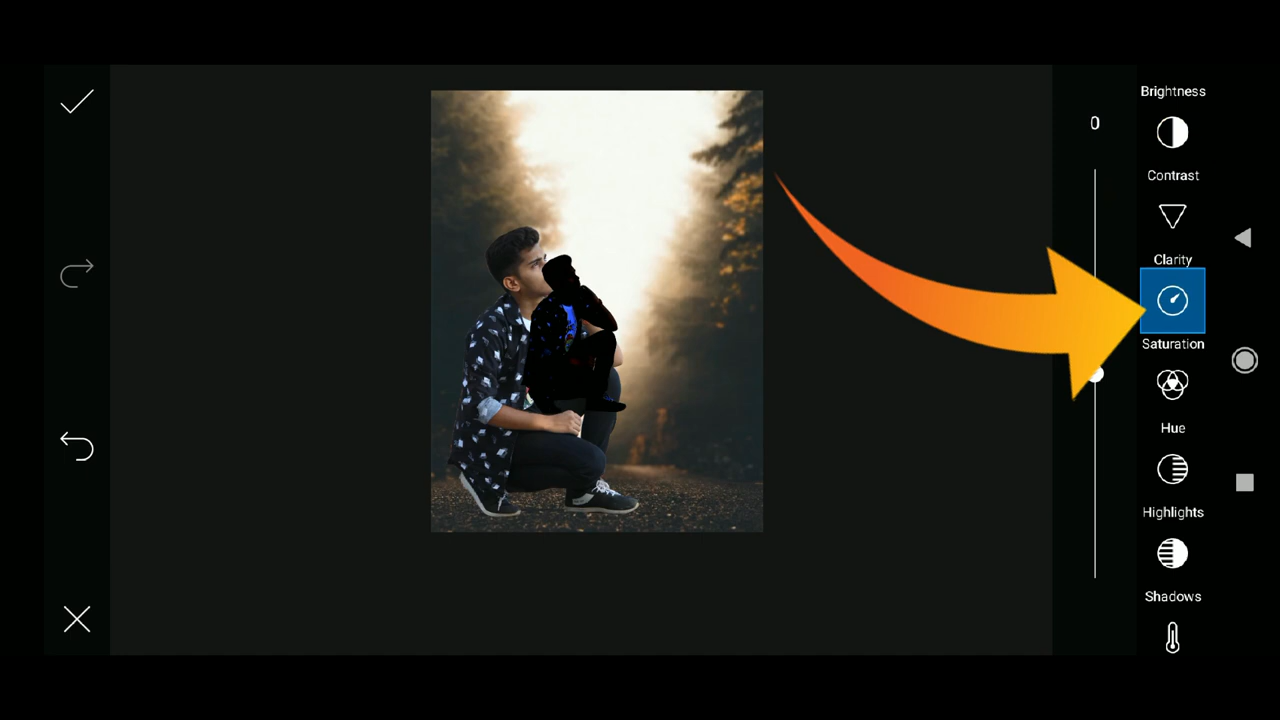 Brightness
0
Contrast
Clarity
Saturation
Hue
Highlights
Shadows